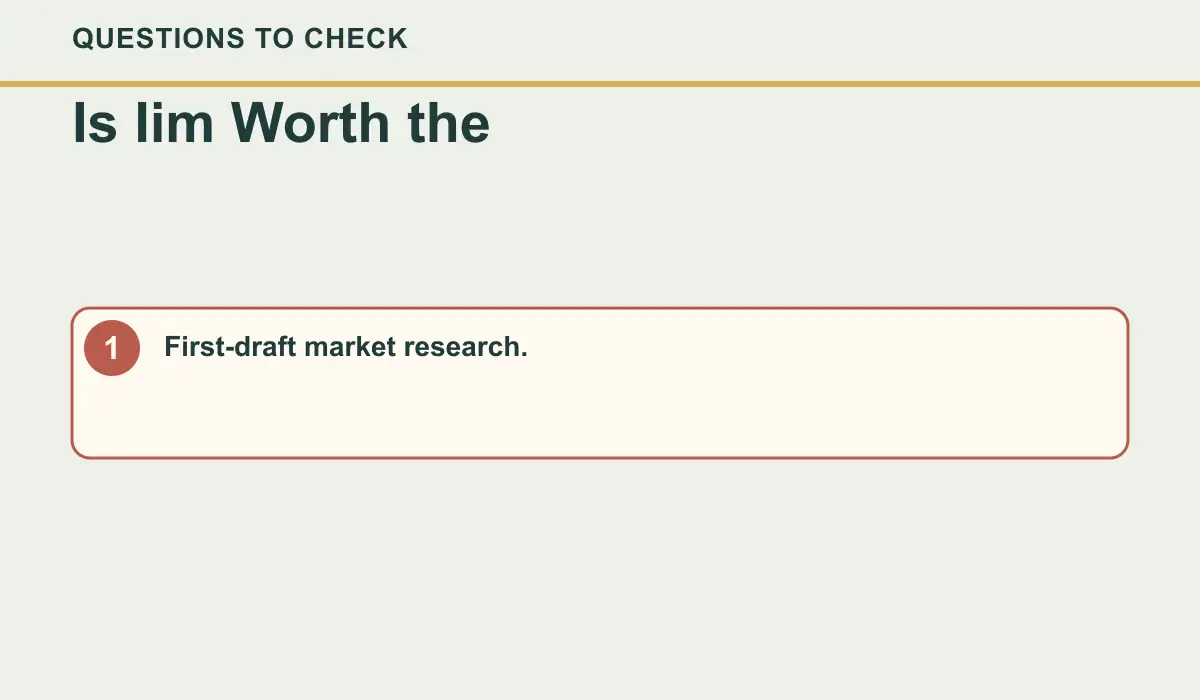 QUESTIONS TO CHECK
Is Iim Worth the
1 First-draft market research.